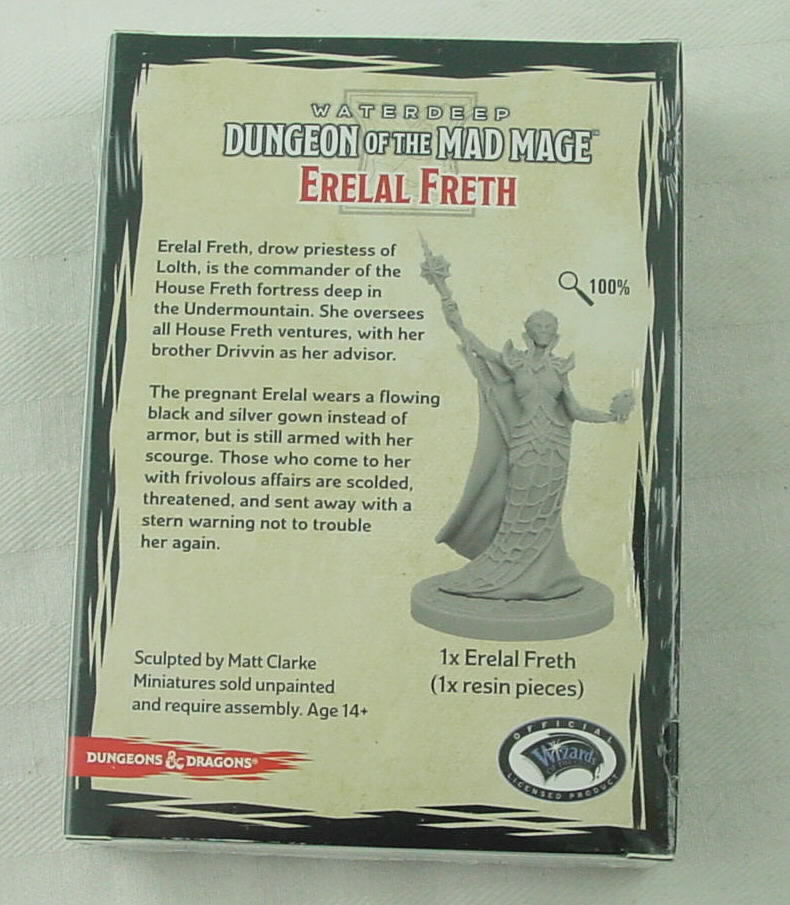 WATERDEEP
DUNGEON OF THE MAD MAGE™
ERELAL FRETH
Erelal Freth, drow priestess of
Lolth, is the commander of the
House Freth fortress deep in
the Undermountain. She oversees
all House Freth ventures, with her
brother Drivvin as her advisor.
The pregnant Erelal wears a flowing
black and silver gown instead of
armor, but is still armed with her
scourge. Those who come to her
with frivolous affairs are scolded,
threatened, and sent away with a
stern warning not to trouble
her again.
100%
Sculpted by Matt Clarke
Miniatures sold unpainted
and require assembly. Age 14+
1x Erelal Freth
(1x resin pieces)
DUNGEONS & DRAGONS®
OFFICIAL
Wizards
OF THE COAST
LICENSED PRODUCT